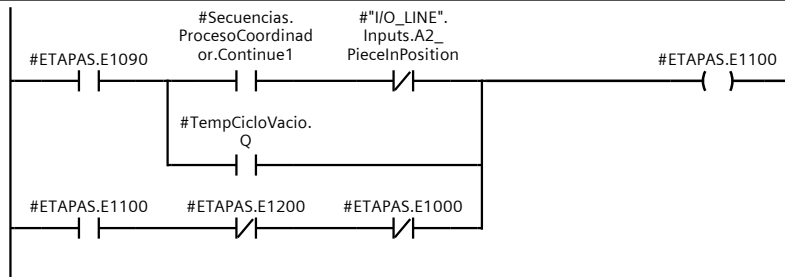 #Secuencias.
ProcesoCoordinad
or.Continue1
#"I/O_LINE".
Inputs.A2_
PieceInPosition
#ETAPAS.E1090
#ETAPAS.E1100
#TempCicloVacio.
Q
#ETAPAS.E1100
#ETAPAS.E1200
#ETAPAS.E1000